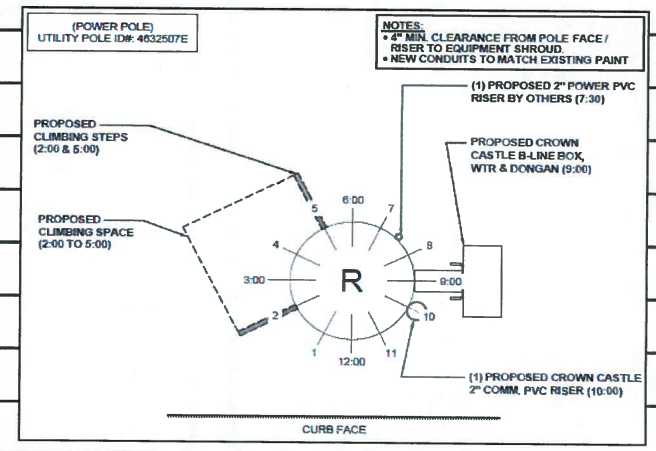 (POWER POLE)
UTILITY POLE ID#: 4632507E
NOTES:
• 4" MIN. CLEARANCE FROM POLE FACE /
RISER TO EQUIPMENT SHROUD.
• NEW CONDUITS TO MATCH EXISTING PAINT
(1) PROPOSED 2" POWER PVC
RISER BY OTHERS (7:30)
PROPOSED
CLIMBING STEPS
(2:00 & 5:00)
PROPOSED CROWN
CASTLE B-LINE BOX,
WTR & DONGAN (9:00)
PROPOSED
CLIMBING SPACE
(2:00 TO 5:00)
6:00
5
7
4
8
3:00
R
9:00
2
10
1
12:00
11
(1) PROPOSED CROWN CASTLE
2" COMM. PVC RISER (10:00)
CURB FACE